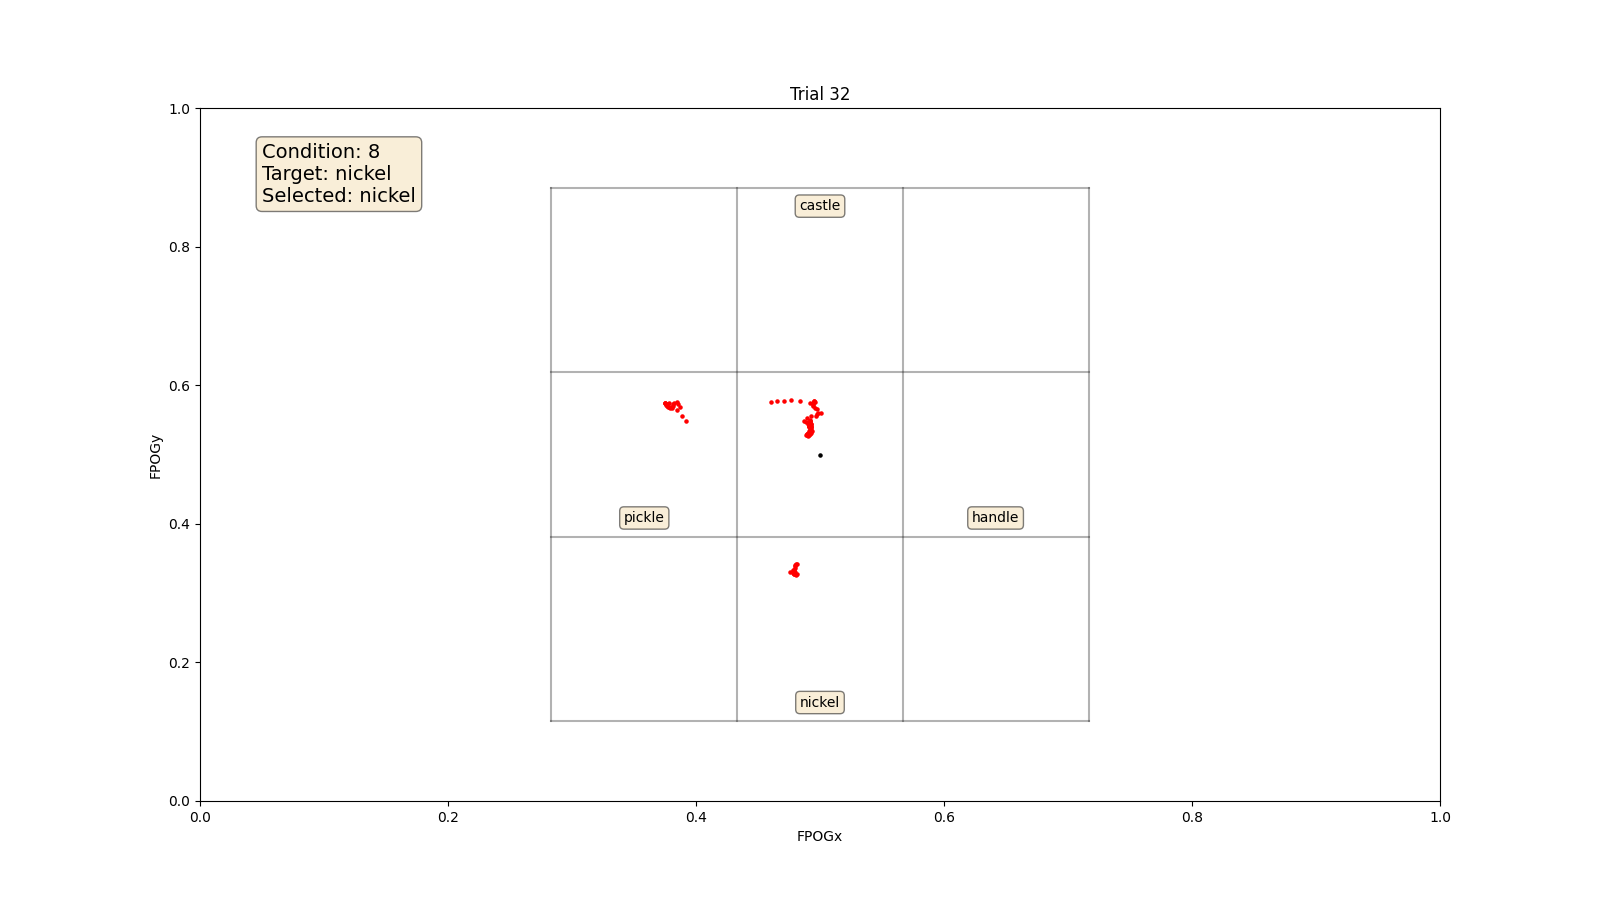 Trial 32
Condition: 8
Target: nickel
Selected: nickel
castle
pickle
handle
nickel
1.0
0.8
0.6
0.4
0.2
0.0
0.0
0.2
0.4
0.6
0.8
1.0
FPOGy
FPOGx